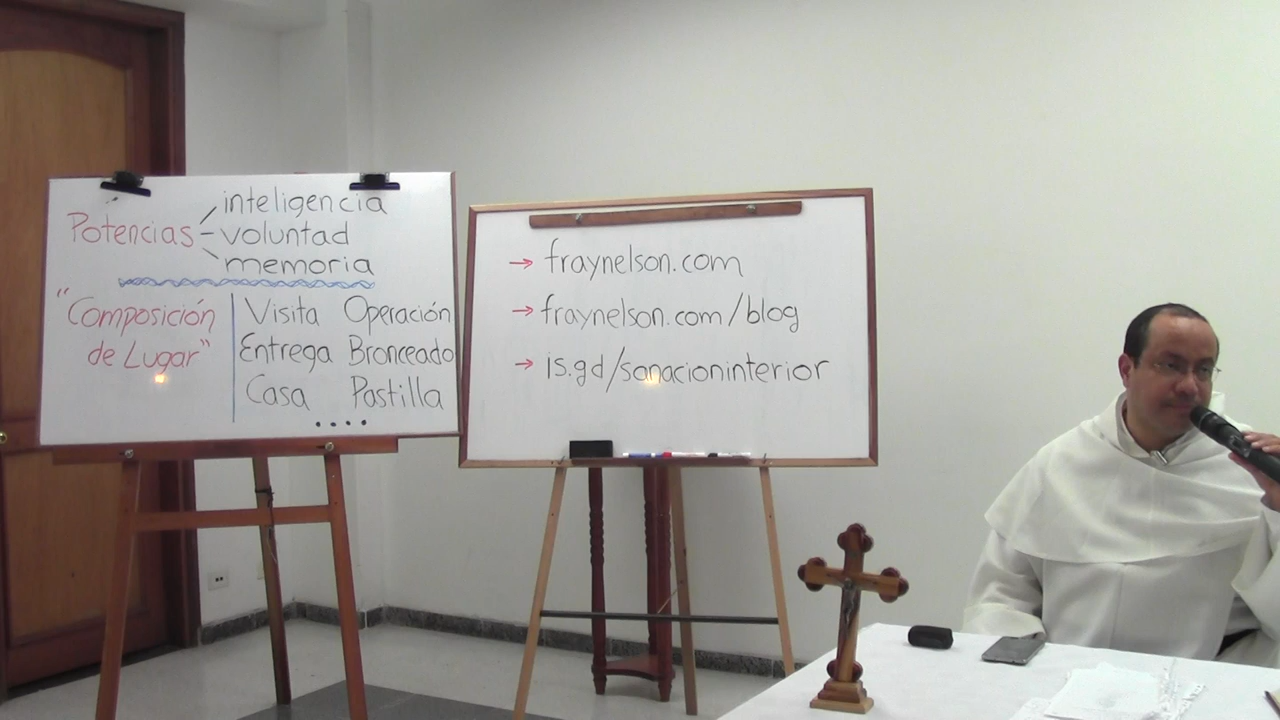 inteligencia
Potencias voluntad
memoria
"Composición
de Lugar"
Visita Operación
Entrega Bronceado
Casa Pastilla
....
→ fraynelson.com
→ fraynelson.com/blog
→ is.gd/sanacioninterior